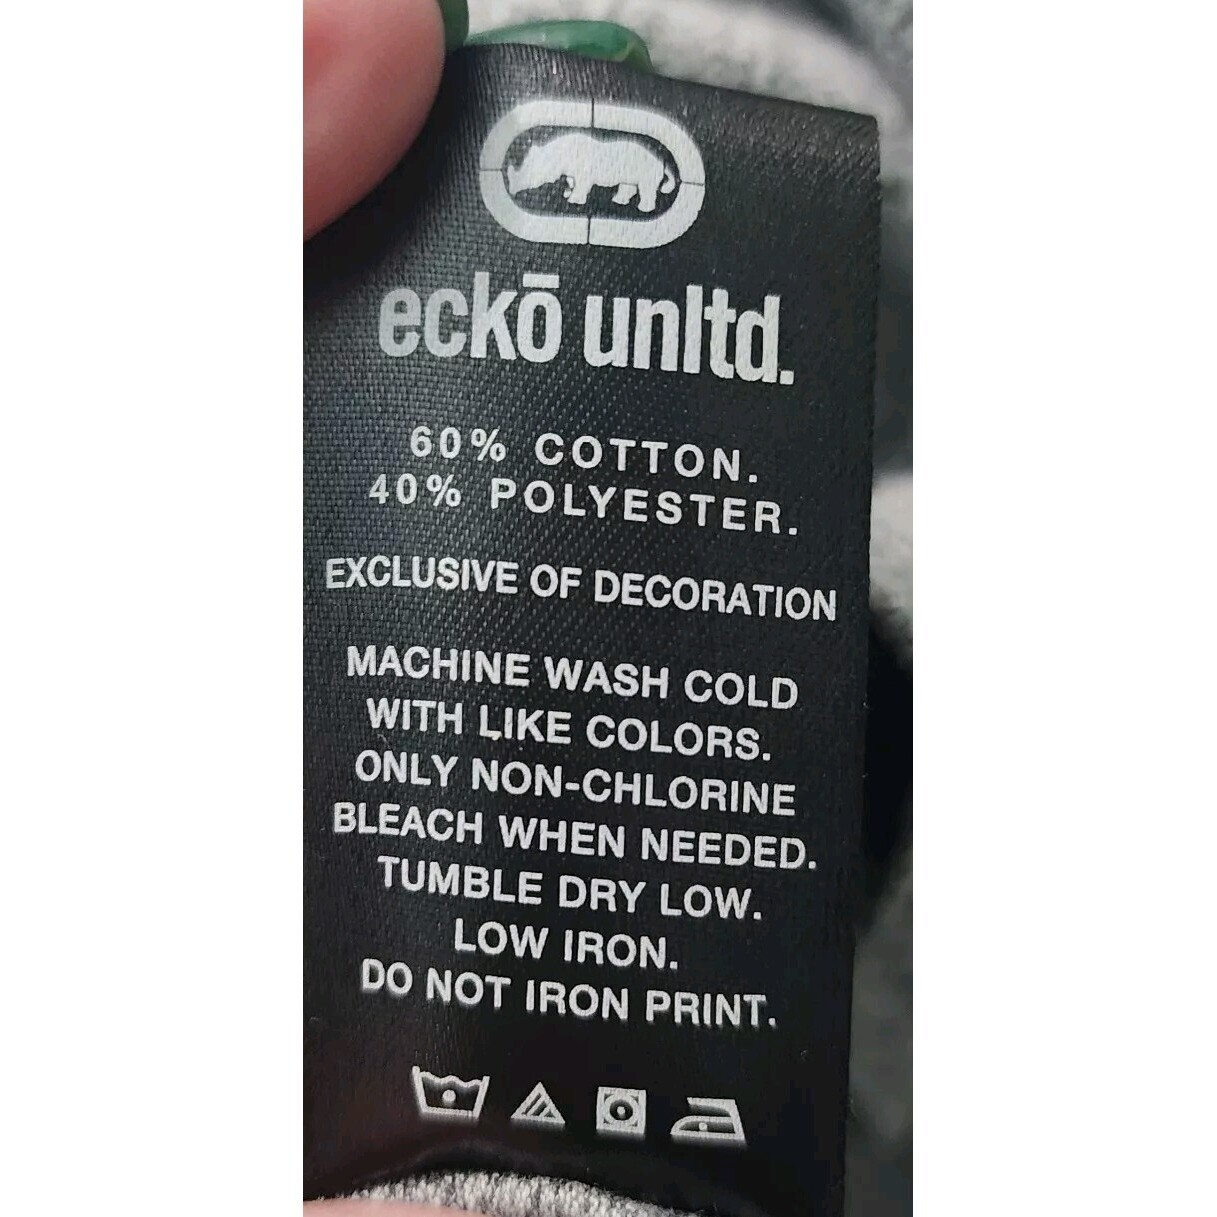 eckō unltd.
60% COTTON.
40% POLYESTER.
EXCLUSIVE OF DECORATION
MACHINE WASH COLD
WITH LIKE COLORS.
ONLY NON-CHLORINE
BLEACH WHEN NEEDED.
TUMBLE DRY LOW.
LOW IRON.
DO NOT IRON PRINT.